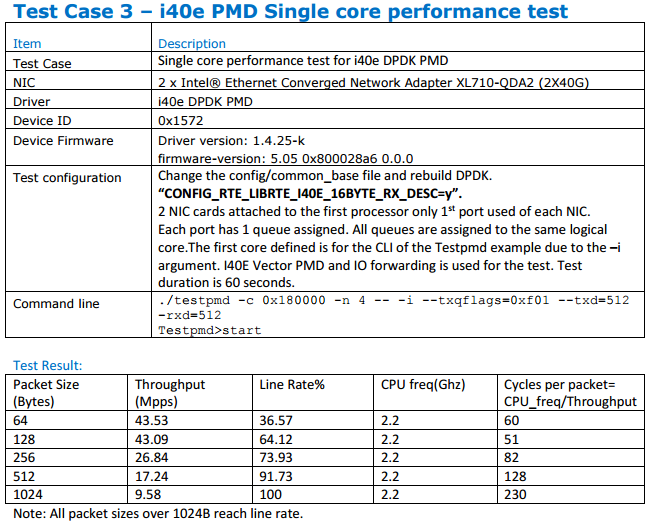 Test Case 3 – i40e PMD Single core performance test
Item Description
Test Case Single core performance test for i40e DPDK PMD
NIC 2 x Intel® Ethernet Converged Network Adapter XL710-QDA2 (2X40G)
Driver i40e DPDK PMD
Device ID 0x1572
Device Firmware Driver version: 1.4.25-k
firmware-version: 5.05 0x800028a6 0.0.0
Test configuration Change the config/common_base file and rebuild DPDK.
“CONFIG_RTE_LIBRTE_I40E_16BYTE_RX_DESC=y”.
2 NIC cards attached to the first processor only 1st port used of each NIC.
Each port has 1 queue assigned. All queues are assigned to the same logical
core.The first core defined is for the CLI of the Testpmd example due to the –i
argument. I40E Vector PMD and IO forwarding is used for the test. Test
duration is 60 seconds.
Command line ./testpmd -c 0x180000 -n 4 -- -i --txqflags=0xf01 --txd=512
-rxd=512
Testpmd>start
Test Result:
Packet Size Throughput Line Rate% CPU freq(Ghz) Cycles per packet=
(Bytes) (Mpps) CPU_freq/Throughput
64 43.53 36.57 2.2 60
128 43.09 64.12 2.2 51
256 26.84 73.93 2.2 82
512 17.24 91.73 2.2 128
1024 9.58 100 2.2 230
Note: All packet sizes over 1024B reach line rate.